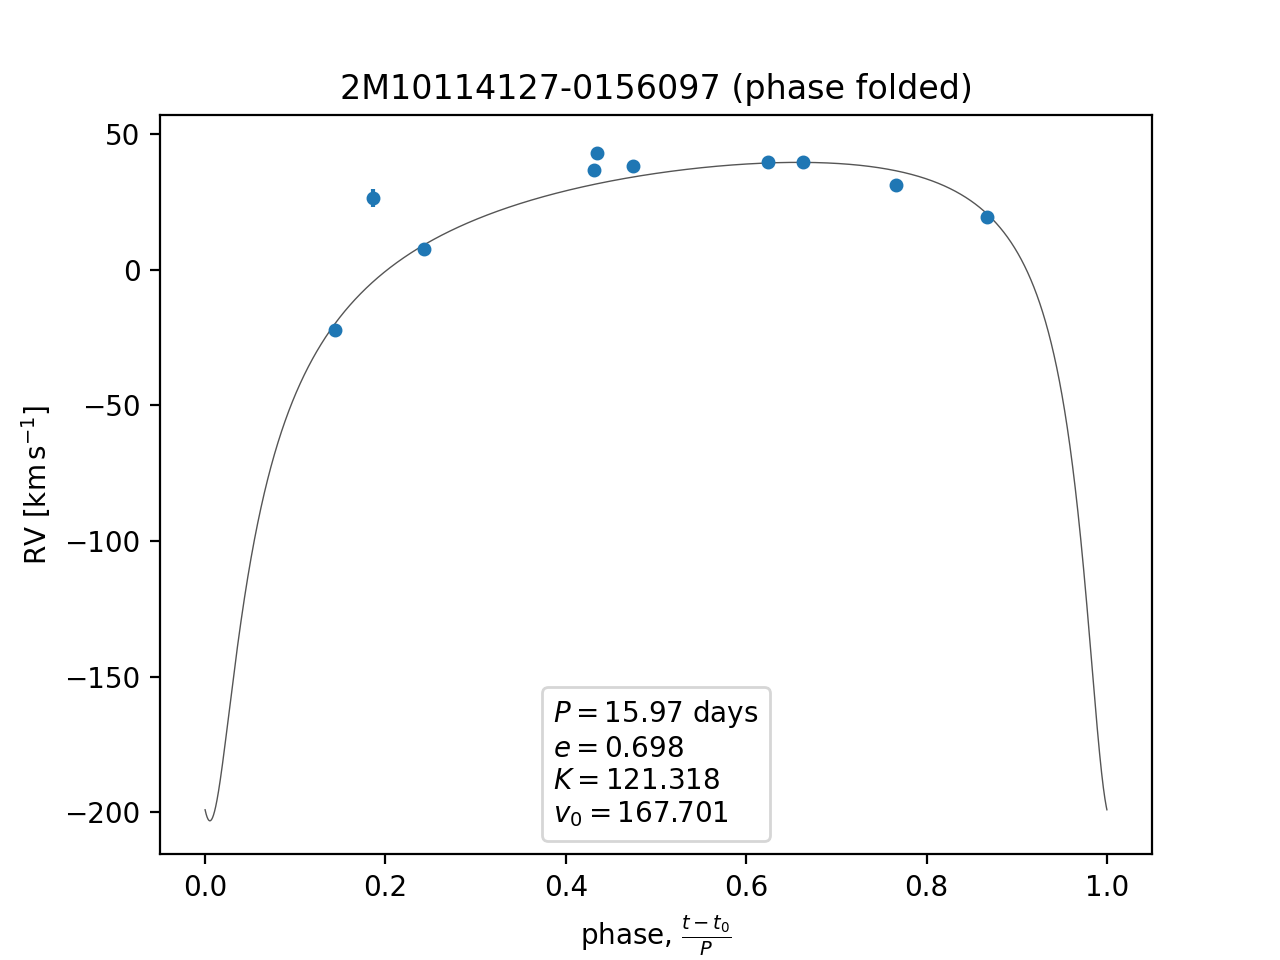 2M10114127-0156097 (phase folded)
RV [km s⁻¹]
50
0
−50
−100
−150
−200
P = 15.97 days
e = 0.698
K = 121.318
v₀ = 167.701
0.0 0.2 0.4 0.6 0.8 1.0
phase, (t − t₀)/P